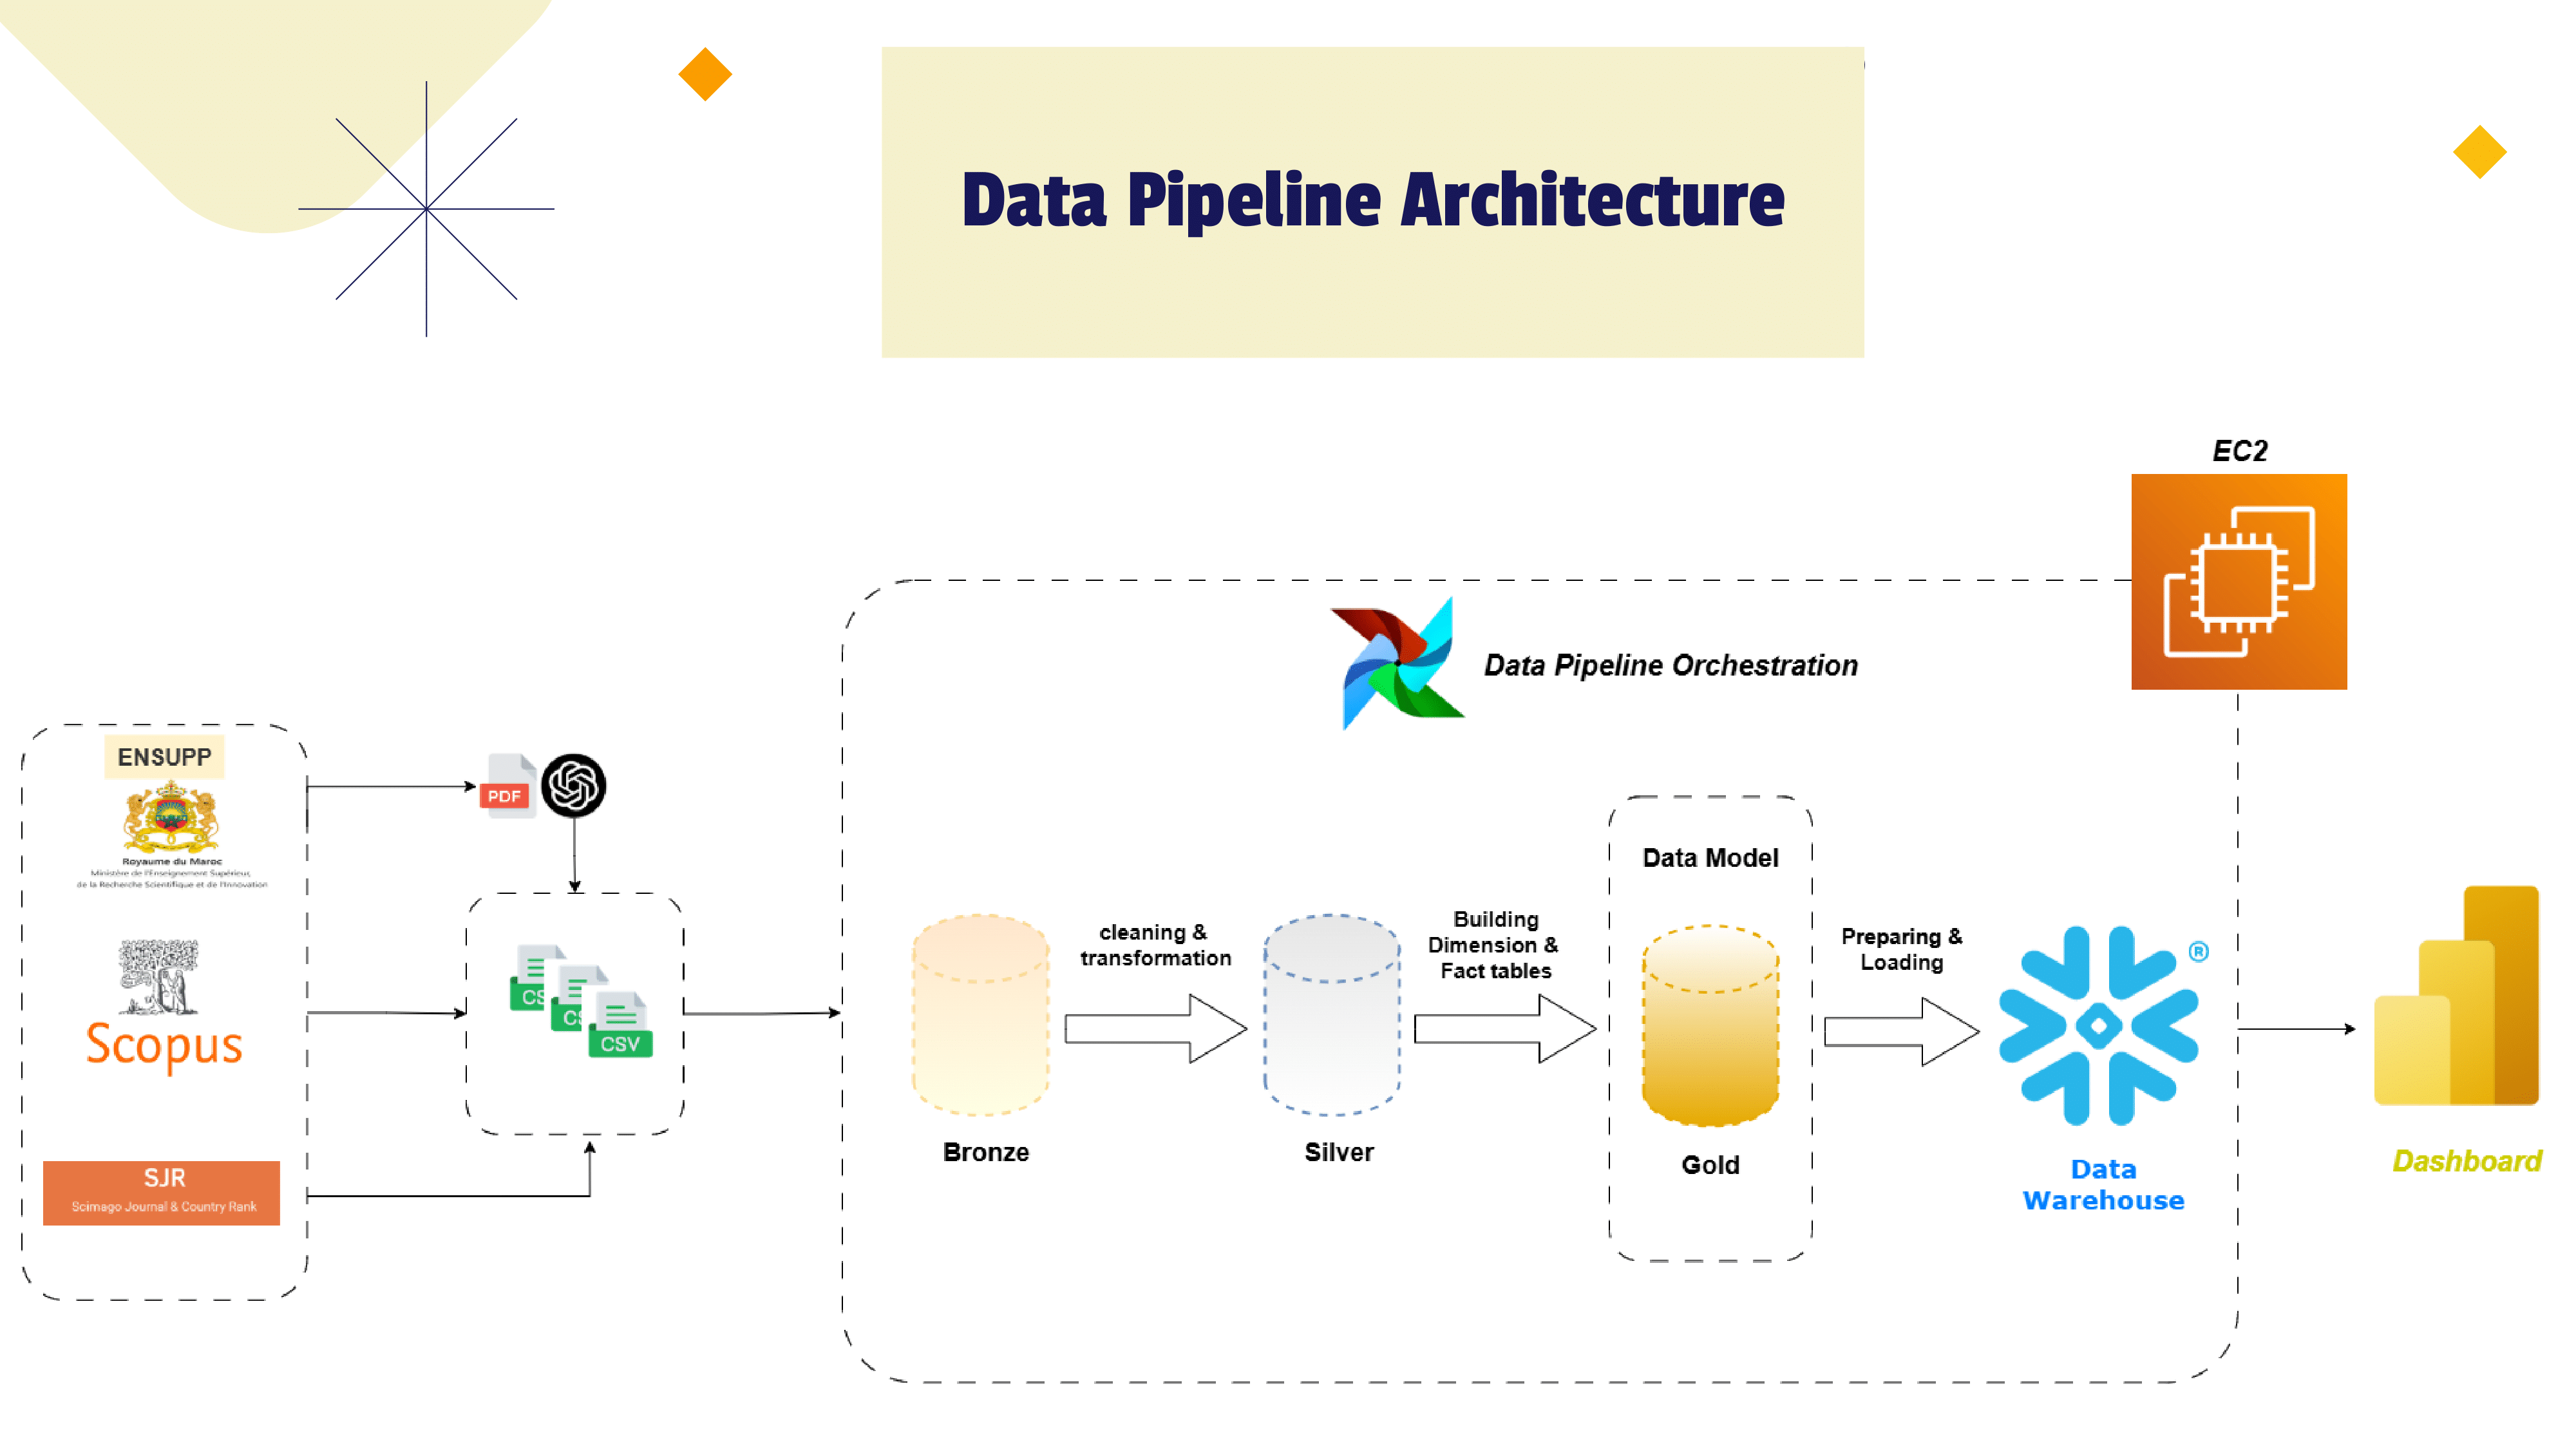 Data Pipeline Architecture
EC2
Data Pipeline Orchestration
ENSUPP
Royaume du Maroc
Ministère de l'Enseignement Supérieur,
de la Recherche Scientifique et de l'Innovation
PDF
Scopus
SJR
Scimago Journal & Country Rank
CS
CS
CSV
Bronze
cleaning &
transformation
Silver
Building
Dimension &
Fact tables
Data Model
Gold
Preparing &
Loading
®
Data
Warehouse
Dashboard